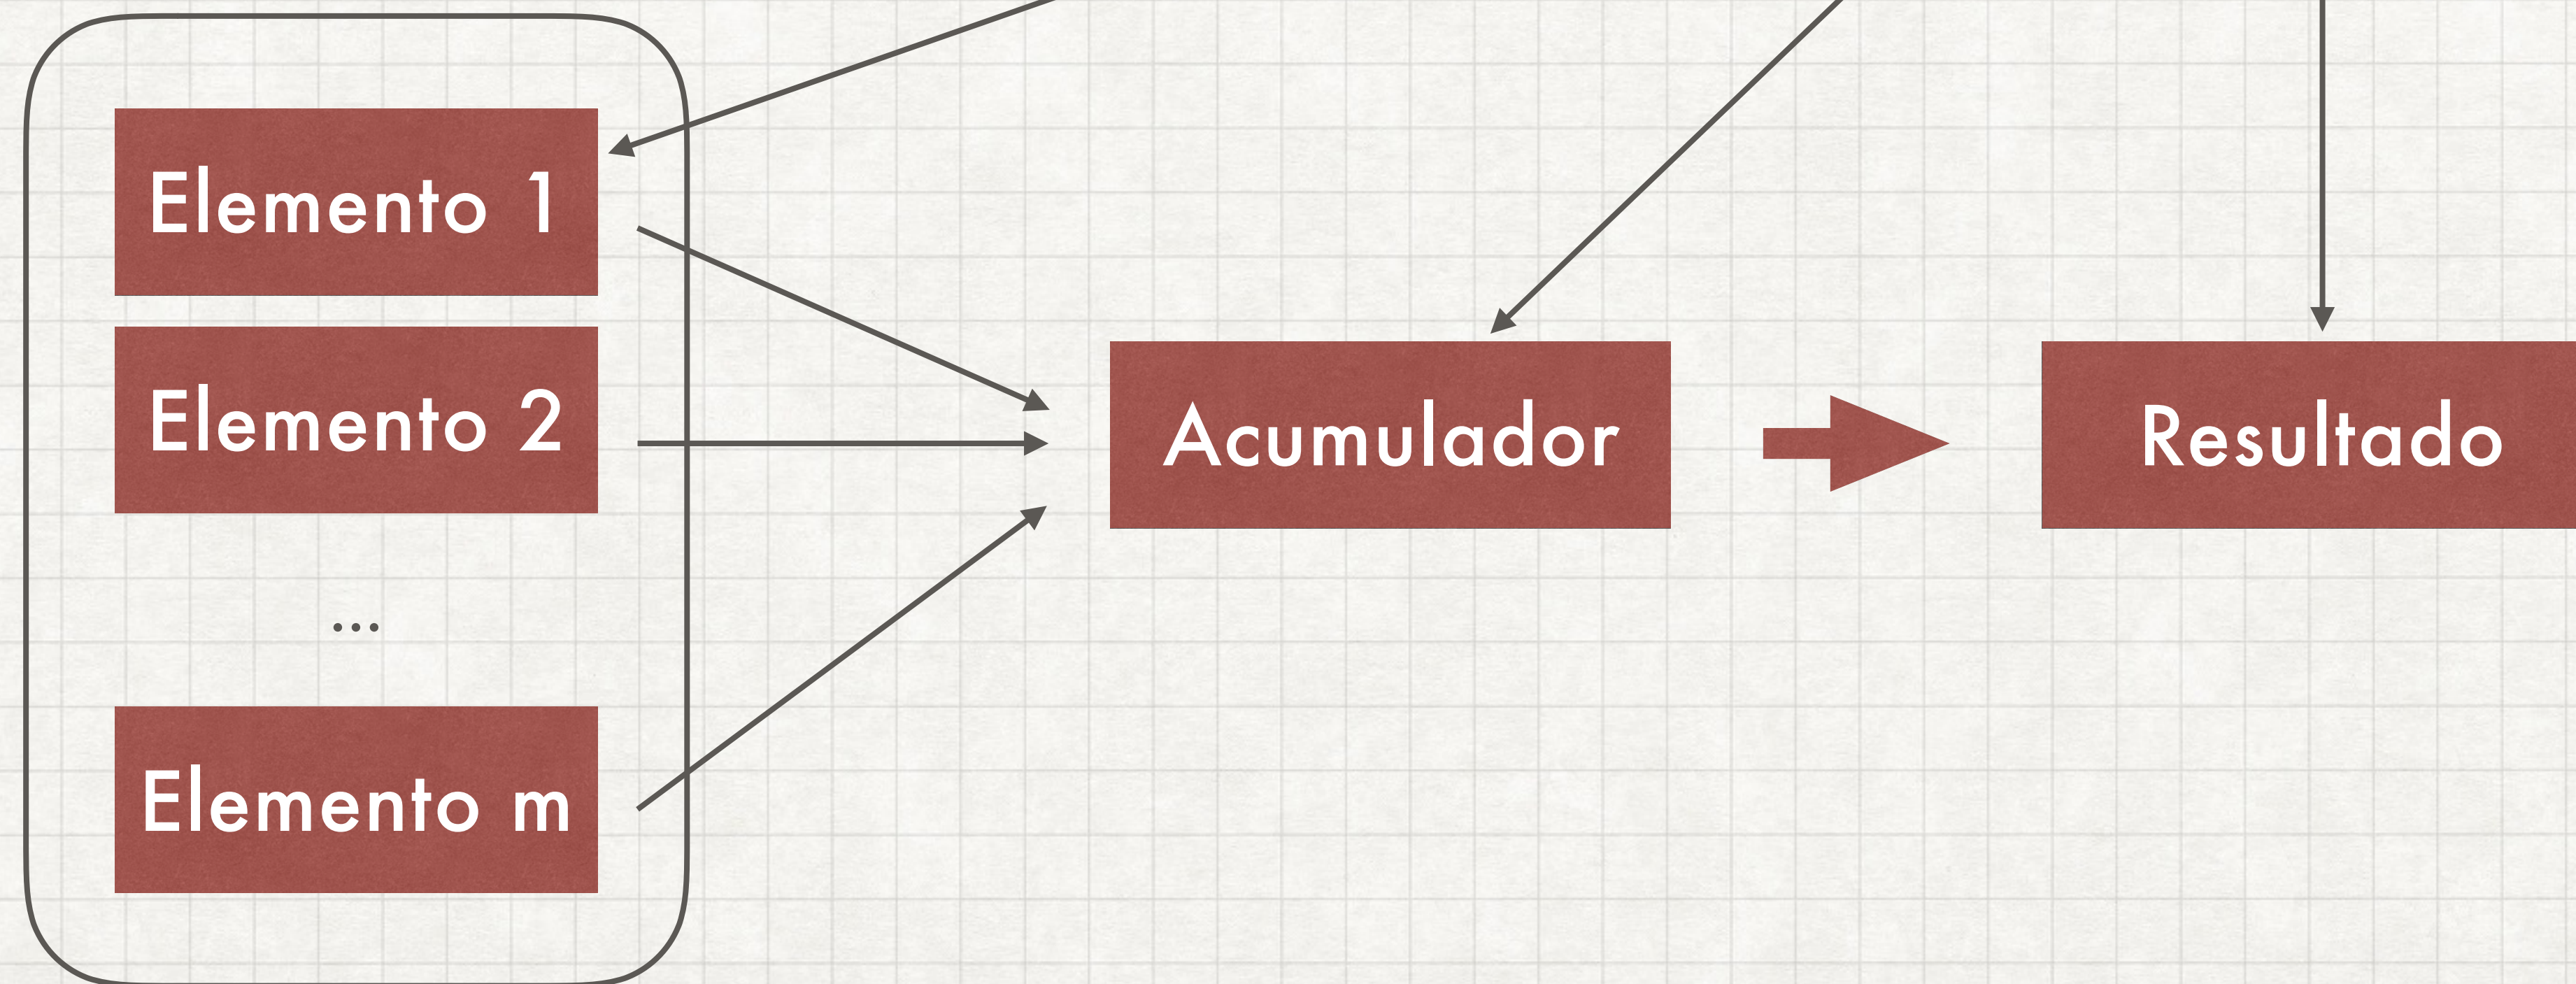 Elemento 1
Elemento 2
...
Elemento m
Acumulador
Resultado